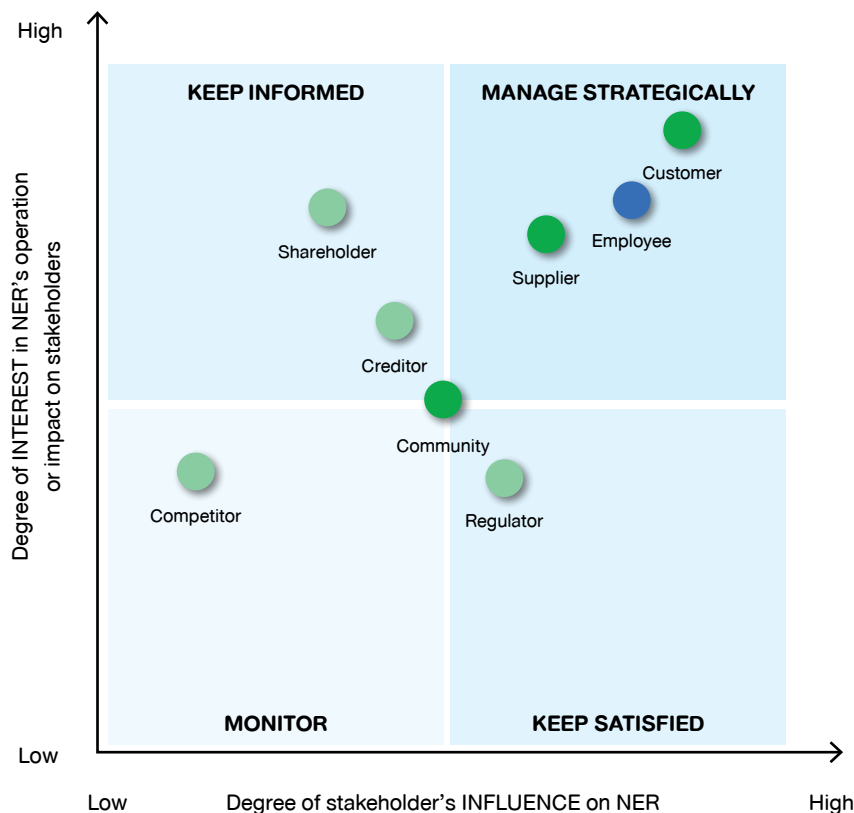 High
KEEP INFORMED
MANAGE STRATEGICALLY
Customer
Employee
Shareholder
Supplier
Creditor
Community
Competitor
Regulator
Degree of INTEREST in NER's operation
or impact on stakeholders
MONITOR
KEEP SATISFIED
Low
Low
Degree of stakeholder's INFLUENCE on NER
High